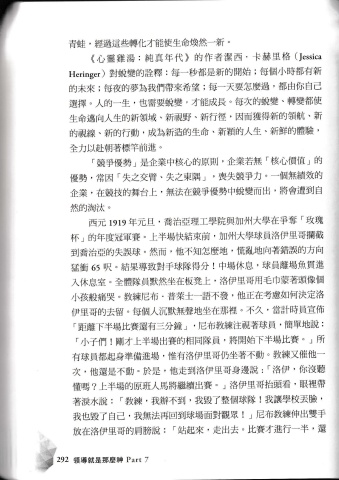 青蛙，經過這些轉化才能使生命煥然一新。
《心靈雞湯：純真年代》的作者潔西．卡赫里格（Jessica
Heringer）對蛻變的詮釋：每一秒都是新的開始；每個小時都有新
的未來；每夜的夢為我們帶來希望；每一天要怎麼過，都由你自己
選擇。人的一生，也需要蛻變，才能成長。每次的蛻變、轉變都使
生命邁向人生的新領域、新視野、新行徑，因而獲得新的領航、新
的視線、新的行動，成為新造的生命、新穎的人生、新鮮的體驗，
全力以赴朝著標竿前進。
「競爭優勢」是企業中核心的原則，企業若無「核心價值」的
優勢，常因「失之交臂、失之東隅」，喪失競爭力。一個無績效的
企業，在競技的舞台上，無法在競爭優勢中蛻變而出，將會遭到自
然的淘汰。
西元 1919 年元旦，喬治亞理工學院與加州大學在爭奪「玫瑰
杯」的年度冠軍賽。上半場快結束前，加州大學球員洛伊里哥攔截
到喬治亞的失誤球。然而，他不知怎麼地，慌亂地向著錯誤的方向
猛衝 65 呎。結果導致對手球隊得分！中場休息，球員離場魚貫進
入休息室。全體隊員默然坐在板凳上，洛伊里哥用毛巾蒙著頭像個
小孩般痛哭。教練尼布．普萊士一語不發，他正在考慮如何決定洛
伊里哥的去留。每個人沉默無聲地坐在那裡。不久，當計時員宣佈
「距離下半場比賽還有三分鐘」，尼布教練注視著球員，簡單地說：
「小子們！剛才上半場出賽的相同隊員，將開始下半場比賽。」所
有球員都起身準備進場，惟有洛伊里哥仍坐著不動。教練又催他一
次，他還是不動。於是，他走到洛伊里哥身邊說：「洛伊，你沒聽
懂嗎？上半場的原班人馬將繼續出賽。」洛伊里哥抬頭看，眼裡帶
著淚水說：「教練，我辦不到，我毀了整個球隊！我讓學校丟臉，
我也毀了自己，我無法再回到球場面對觀眾！」尼布教練伸出雙手
放在洛伊里哥的肩膀說：「站起來，走出去，比賽才進行一半，還
292 領導就是那麼神 Part 7